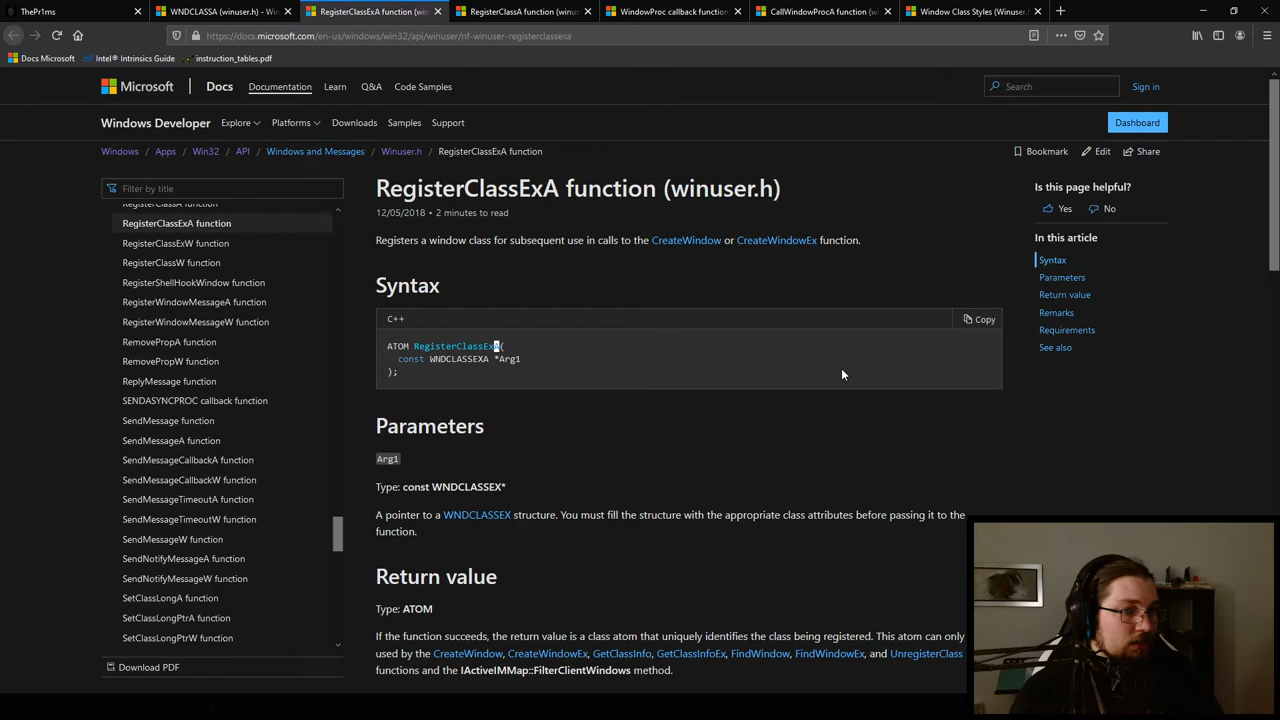 ThePr1ms
WNDCLASSA (winuser.h) - Win
RegisterClassExA function (win
RegisterClassA function (winus
WindowProc callback function
CallWindowProcA function (win
Window Class Styles (Winuser.h
https://docs.microsoft.com/en-us/windows/win32/api/winuser/nf-winuser-registerclassexa
Docs Microsoft
Intel® Intrinsics Guide
instruction_tables.pdf
Microsoft
Docs
Documentation
Learn
Q&A
Code Samples
Search
Sign in
Windows Developer
Explore
Platforms
Downloads
Samples
Support
Dashboard
Windows / Apps / Win32 / API / Windows and Messages / Winuser.h / RegisterClassExA function
Bookmark
Edit
Share
Filter by title
RegisterClassA function
RegisterClassExA function
RegisterClassExW function
RegisterClassW function
RegisterShellHookWindow function
RegisterWindowMessageA function
RegisterWindowMessageW function
RemovePropA function
RemovePropW function
ReplyMessage function
SENDASYNCPROC callback function
SendMessage function
SendMessageA function
SendMessageCallbackA function
SendMessageCallbackW function
SendMessageTimeoutA function
SendMessageTimeoutW function
SendMessageW function
SendNotifyMessageA function
SendNotifyMessageW function
SetClassLongA function
SetClassLongPtrA function
SetClassLongPtrW function
Download PDF
RegisterClassExA function (winuser.h)
12/05/2018 • 2 minutes to read
Registers a window class for subsequent use in calls to the CreateWindow or CreateWindowEx function.
Syntax
C++
Copy
ATOM RegisterClassExA(
const WNDCLASSEXA *Arg1
);
Parameters
Arg1
Type: const WNDCLASSEX*
A pointer to a WNDCLASSEX structure. You must fill the structure with the appropriate class attributes before passing it to the
function.
Return value
Type: ATOM
If the function succeeds, the return value is a class atom that uniquely identifies the class being registered. This atom can only
used by the CreateWindow, CreateWindowEx, GetClassInfo, GetClassInfoEx, FindWindow, FindWindowEx, and UnregisterClass
functions and the IActiveIMMap::FilterClientWindows method.
Is this page helpful?
Yes
No
In this article
Syntax
Parameters
Return value
Remarks
Requirements
See also